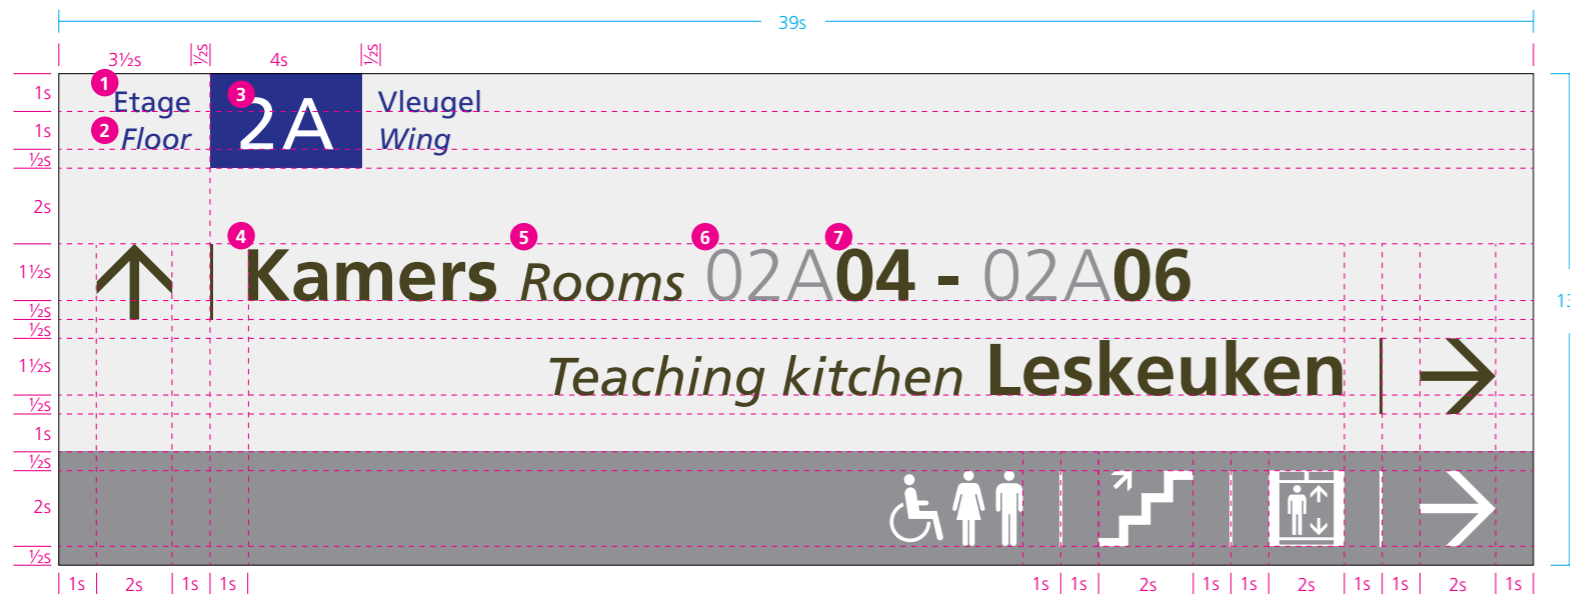 39s
3½s ½s 4s ½s
1s 1 Etage 3 2A Vleugel
1s 2 Floor Wing
½s
2s
4 5 6 7
1½s Kamers Rooms 02A04 - 02A06
½s
½s
1½s Teaching kitchen Leskeuken
½s
1s
½s
2s
½s
1s 2s 1s 1s 1s 1s 2s 1s 1s 2s 1s 1s 2s 1s